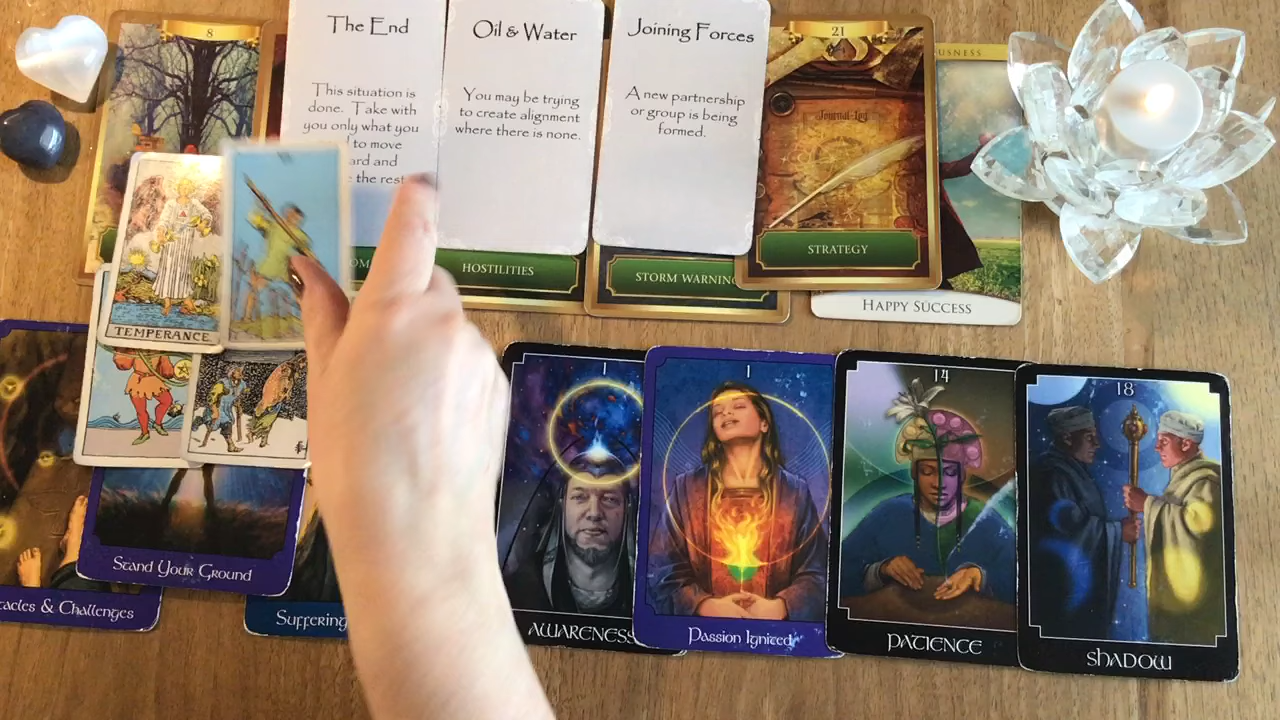 8
The End
This situation is
done. Take with
you only what you
to move
and
the rest
Oil & Water
You may be trying
to create alignment
where there is none.
Joining Forces
A new partnership
or group is being
formed.
21
Journal-Log
STRATEGY
HOSTILITIES
STORM WARNING
HAPPY SUCCESS
TEMPERANCE
Stand Your Ground
& Challenges
Suffering
1
AWARENESS
1
Passion Ignited
14
PATIENCE
18
SHADOW